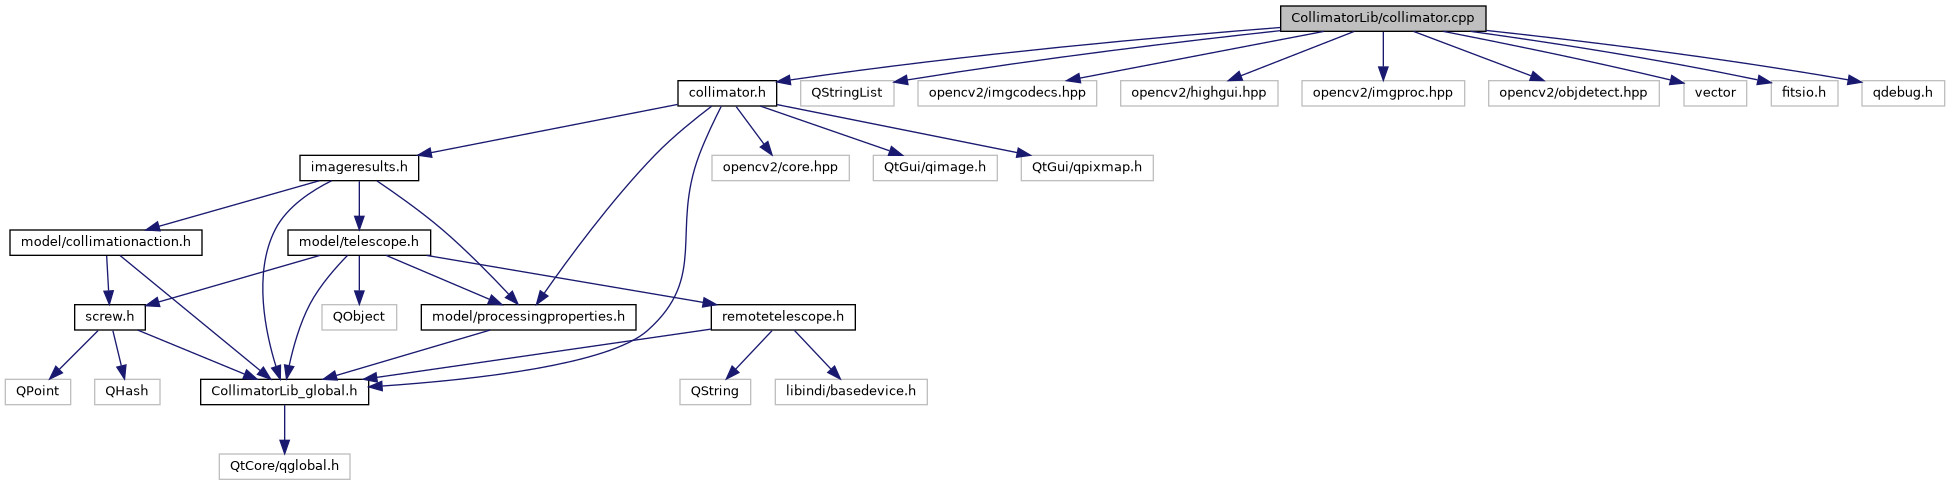 CollimatorLib/collimator.cpp
collimator.h
QStringList
opencv2/imgcodecs.hpp
opencv2/highgui.hpp
opencv2/imgproc.hpp
opencv2/objdetect.hpp
vector
fitsio.h
qdebug.h
imageresults.h
opencv2/core.hpp
QtGui/qimage.h
QtGui/qpixmap.h
model/collimationaction.h
model/telescope.h
screw.h
QObject
model/processingproperties.h
remotetelescope.h
QPoint
QHash
CollimatorLib_global.h
QString
libindi/basedevice.h
QtCore/qglobal.h